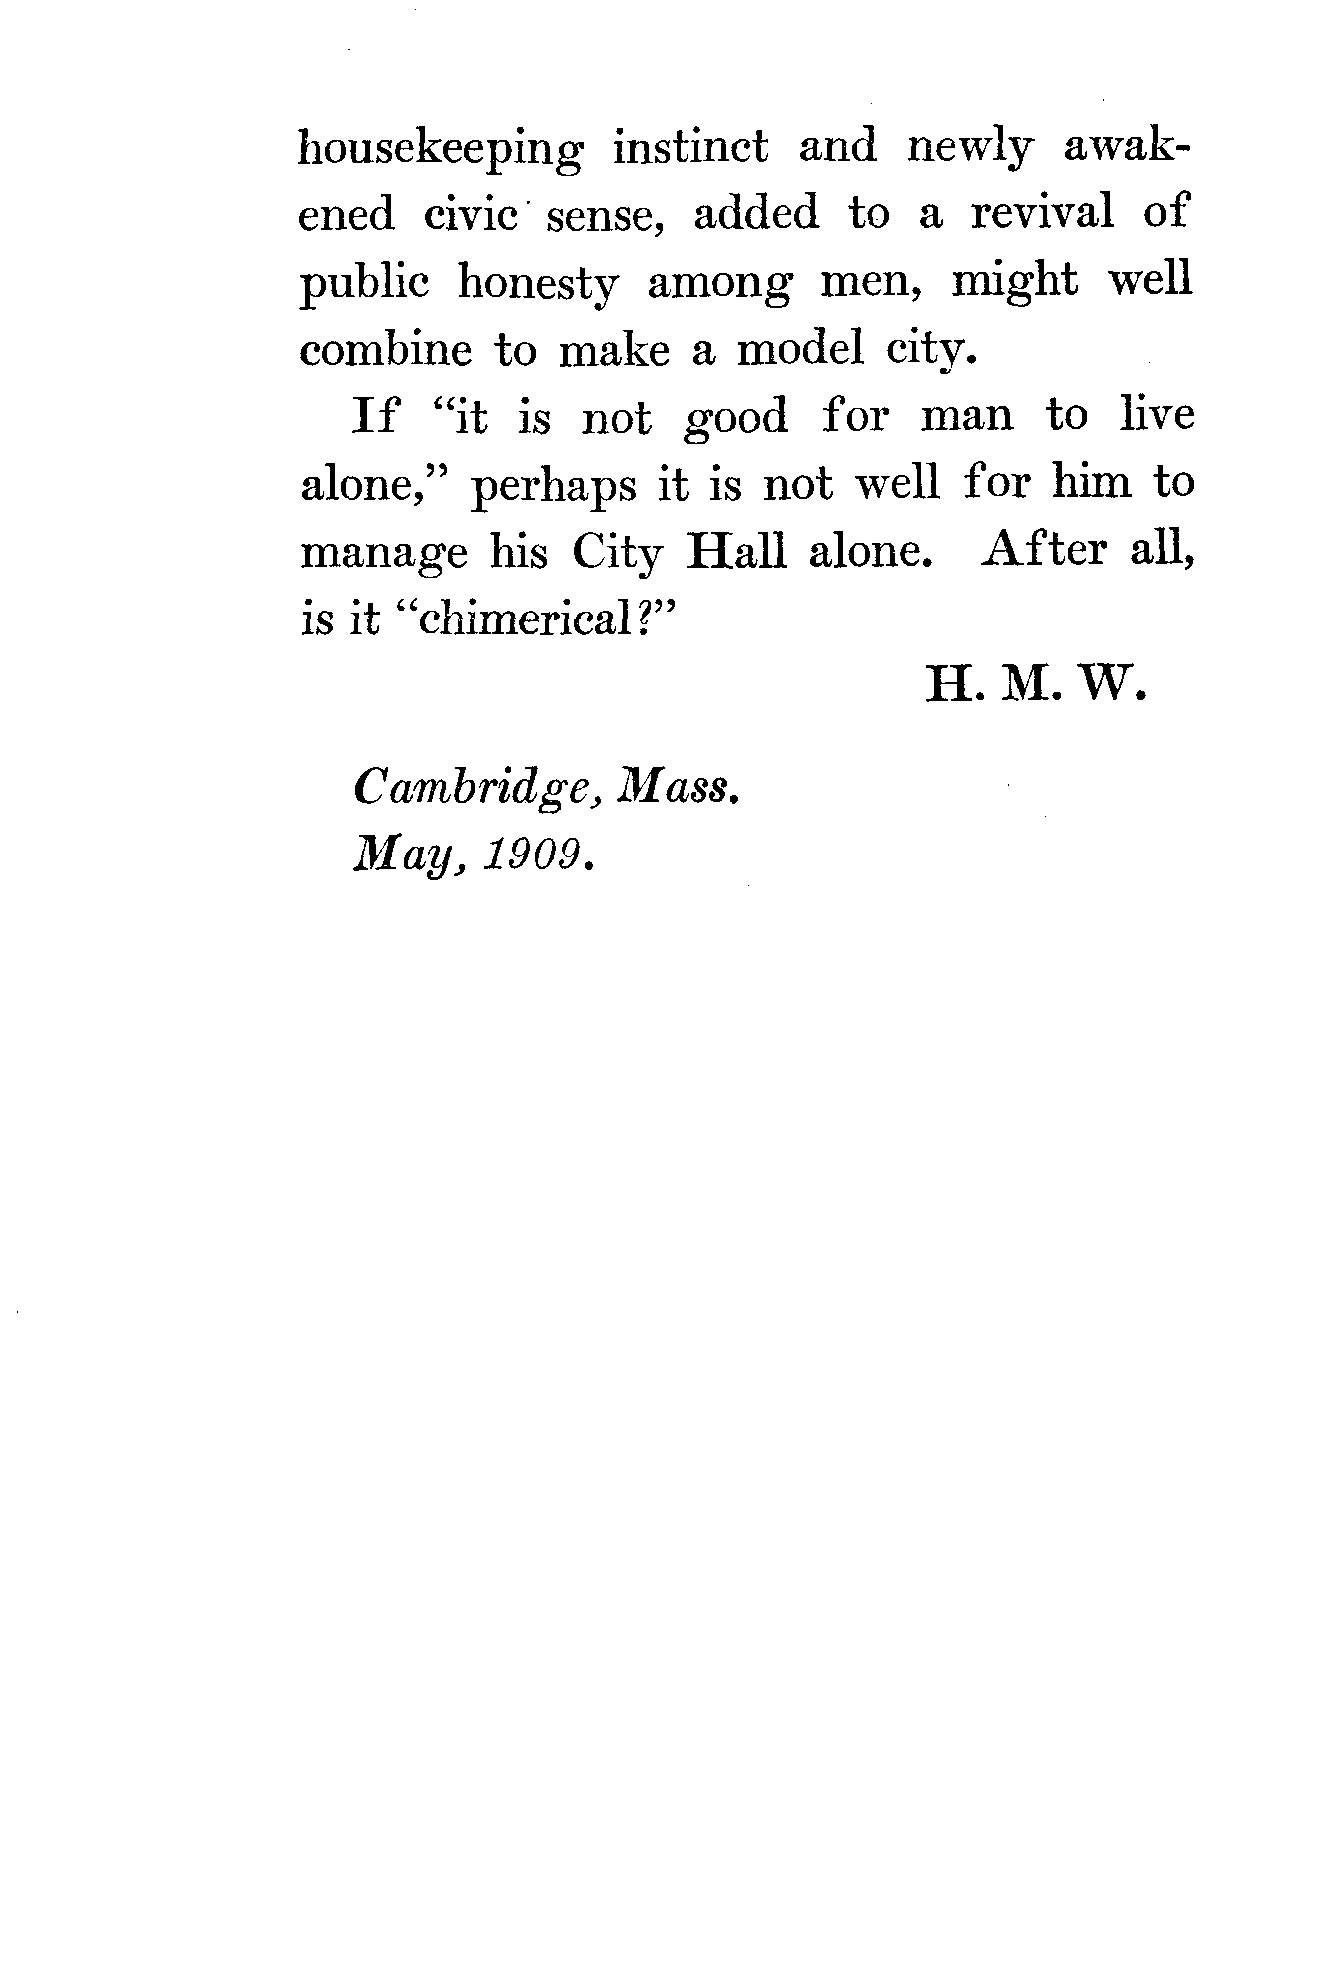 housekeeping instinct and newly awak-
ened civic sense, added to a revival of
public honesty among men, might well
combine to make a model city.
If “it is not good for man to live
alone,” perhaps it is not well for him to
manage his City Hall alone. After all,
is it “chimerical?”
H. M. W.
Cambridge, Mass.
May, 1909.